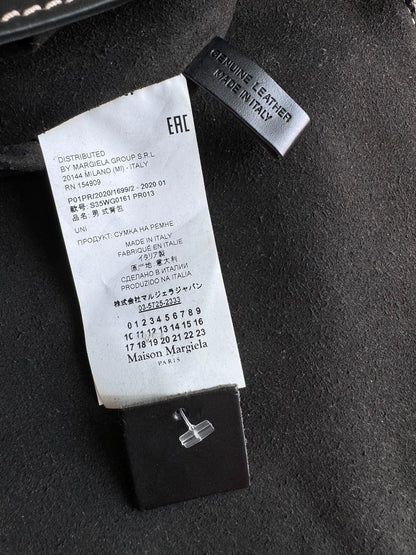 GENUINE LEATHER
MADE IN ITALY
EAC
DISTRIBUTED
BY MARGIELA GROUP S.R.L
20144 MILANO (MI) - ITALY
RN 154909
P01PR/2020/1699/2 - 2020 01
款号: S35WG0161 PR013
品名: 男式背包
UNI
ПРОДУКТ: СУМКА НА РЕМНЕ
MADE IN ITALY
FABRIQUÉ EN ITALIE
イタリア製
原产地 意大利
СДЕЛАНО В ИТАЛИИ
PRODUZIDO NA ITALIA
株式会社マルジェラジャパン
03-5725-2333
0 1 2 3 4 5 6 7 8 9
10 11 12 13 14 15 16
17 18 19 20 21 22 23
Maison Margiela
PARIS